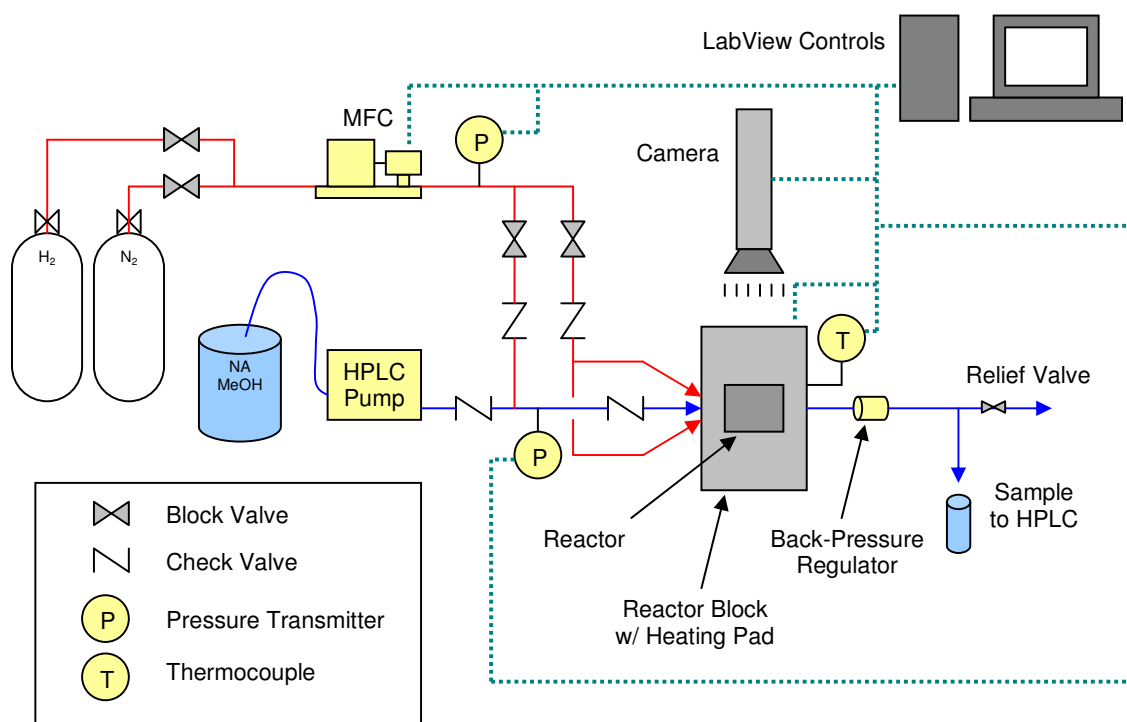 LabView Controls
MFC
P
Camera
H2
N2
NA
MeOH
HPLC
Pump
T
Relief Valve
P
Sample
to HPLC
Reactor
Back-Pressure
Regulator
Reactor Block
w/ Heating Pad
Block Valve
Check Valve
P
Pressure Transmitter
T
Thermocouple